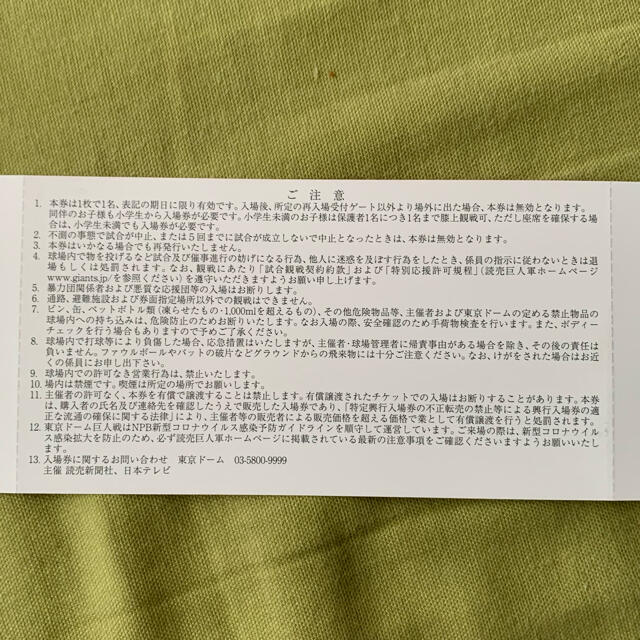 ご 注 意
1. 本券は1枚で1名、表記の期日に限り有効です。入場後、所定の再入場受付ゲート以外より場外に出た場合、本券は無効となります。
同伴のお子様も小学生から入場券が必要です。小学生未満のお子様は保護者1名につき1名まで膝上観戦可、ただし座席を確保する場
合は、小学生未満でも入場券が必要です。
2. 不測の事態で試合が中止、または5回までに試合が成立しないで中止となったときは、本券は無効となります。
3. 本券はいかなる場合でも再発行いたしません。
4. 球場内で物を投げるなど試合及び催事進行の妨げになる行為、他人に迷惑を及ぼす行為をしたとき、係員の指示に従わないときは退
場もしくは処罰されます。なお、観戦にあたり「試合観戦契約約款」および「特別応援許可規程」(読売巨人軍ホームページ
www.giants.jp/を参照ください)を遵守いただきますようお願い申し上げます。
5. 暴力団関係者および悪質な応援団等の入場はお断りします。
6. 通路、避難施設および券面指定場所以外での観戦はできません。
7. ビン、缶、ペットボトル類(凍らせたもの・1,000mlを超えるもの)、その他危険物品等、主催者および東京ドームの定める禁止物品の
球場内への持ち込みは、危険防止のためお断りいたします。なお入場の際、安全確認のため手荷物検査を行います。また、ボディー
チェックを行う場合もありますので予めご了承ください。
8. 球場内で打球等により負傷した場合、応急措置はいたしますが、主催者・球場管理者に帰責事由がある場合を除き、その後の責任は
負いません。ファウルボールやバットの破片などグラウンドからの飛来物には十分ご注意ください。なお、けがをされた場合はお近
くの係員にお申し出下さい。
9. 球場内での許可なき営業行為は、禁止いたします。
10. 場内は禁煙です。喫煙は所定の場所でお願いします。
11. 主催者の許可なく、本券を有償で譲渡することは禁止します。有償譲渡されたチケットでの入場はお断りすることがあります。本券
は、購入者の氏名及び連絡先を確認したうえで販売した入場券であり、「特定興行入場券の不正転売の禁止等による興行入場券の適
正な流通の確保に関する法律」により、主催者等の販売者による販売価格を超える価格で業として有償譲渡を行うと処罰されます。
12. 東京ドーム巨人戦はNPB新型コロナウイルス感染予防ガイドラインを順守して運営しています。ご来場の際は、新型コロナウイル
ス感染拡大を防止のため、必ず読売巨人軍ホームページに掲載されている最新の注意事項をご確認くださいますようお願いいたし
ます。
13. 入場券に関するお問い合わせ 東京ドーム 03-5800-9999
主催 読売新聞社、日本テレビ